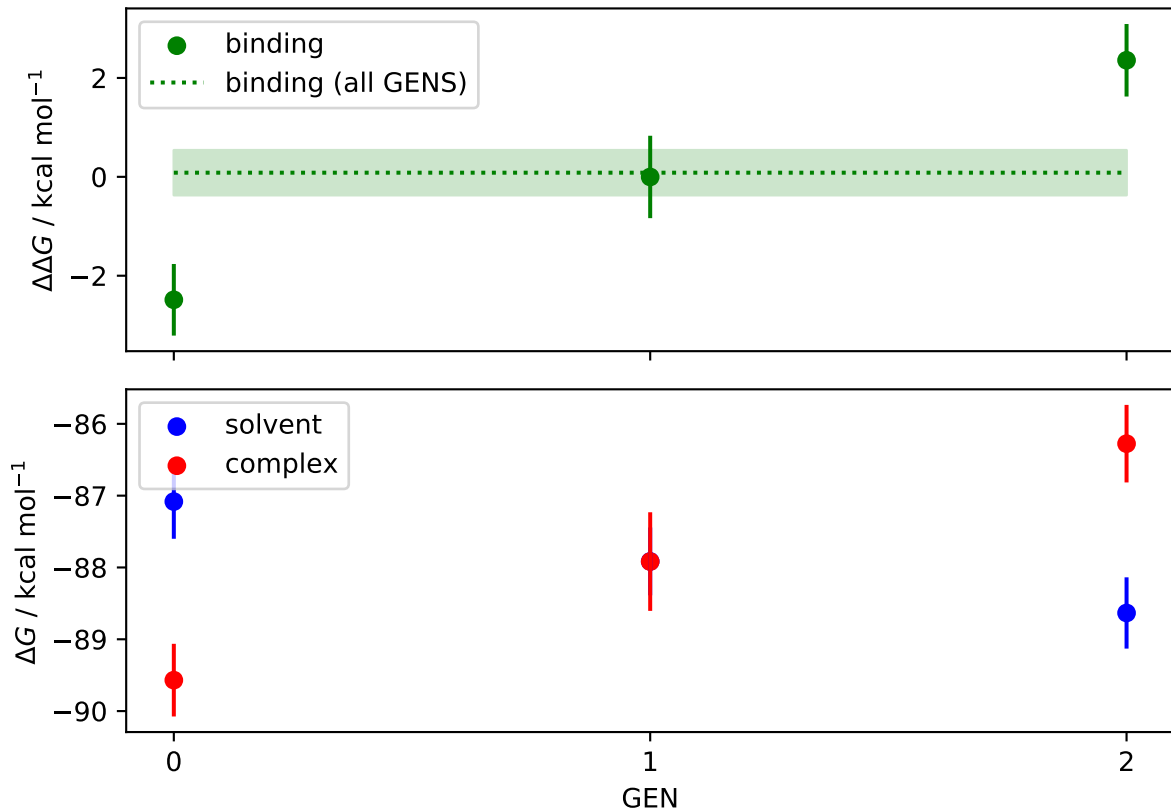 binding
binding (all GENS)
2
0
−2
ΔΔG / kcal mol⁻¹
solvent
complex
−86
−87
−88
−89
−90
ΔG / kcal mol⁻¹
0 1 2
GEN